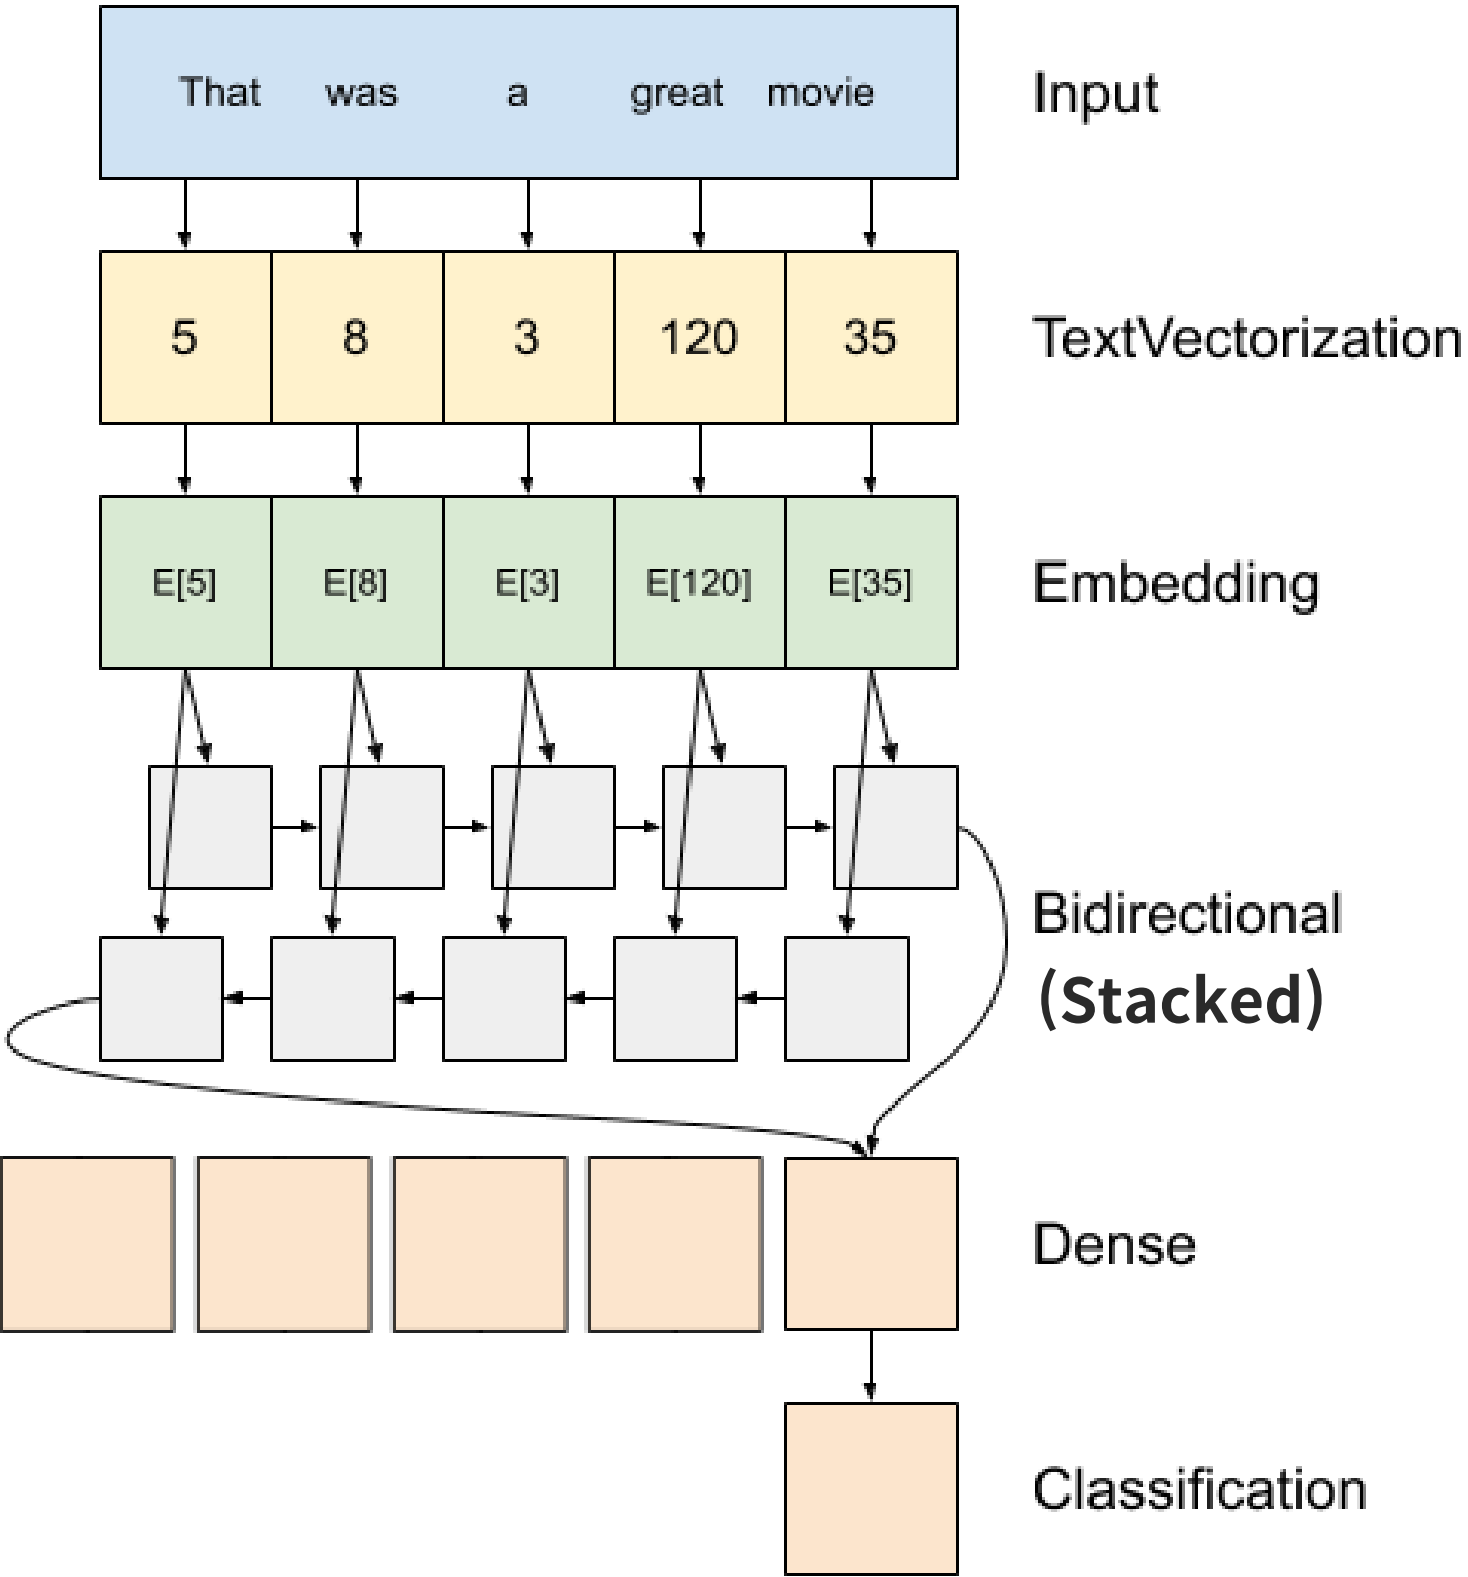 That was a great movie Input
5 8 3 120 35 TextVectorization
E[5] E[8] E[3] E[120] E[35] Embedding
Bidirectional
(Stacked)
Dense
Classification